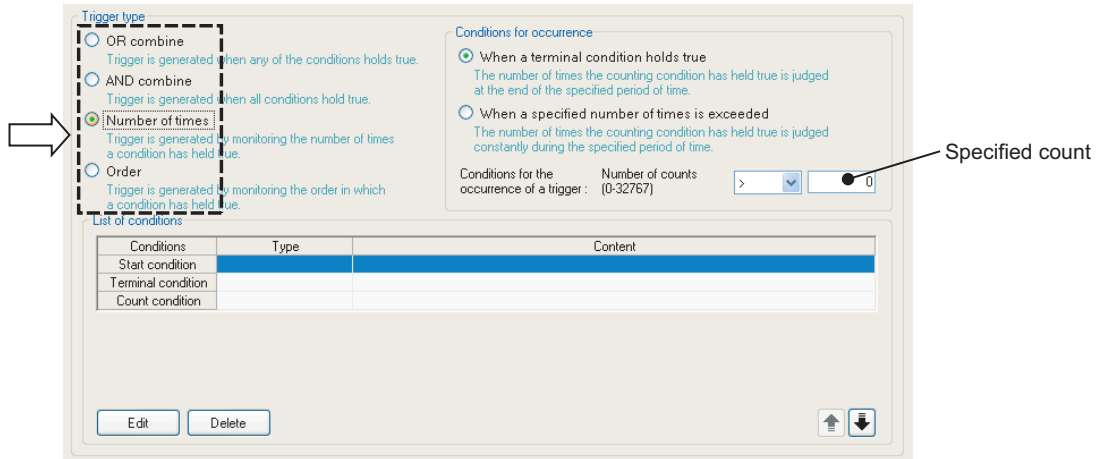 Trigger type
OR combine
Trigger is generated when any of the conditions holds true.
AND combine
Trigger is generated when all conditions hold true.
Number of times
Trigger is generated by monitoring the number of times
a condition has held true.
Order
Trigger is generated by monitoring the order in which
a condition has held true.
Conditions for occurrence
When a terminal condition holds true
The number of times the counting condition has held true is judged
at the end of the specified period of time.
When a specified number of times is exceeded
The number of times the counting condition has held true is judged
constantly during the specified period of time.
Conditions for the Number of counts
occurrence of a trigger : (0-32767) > 0
Specified count
List of conditions
Conditions Type Content
Start condition
Terminal condition
Count condition
Edit Delete